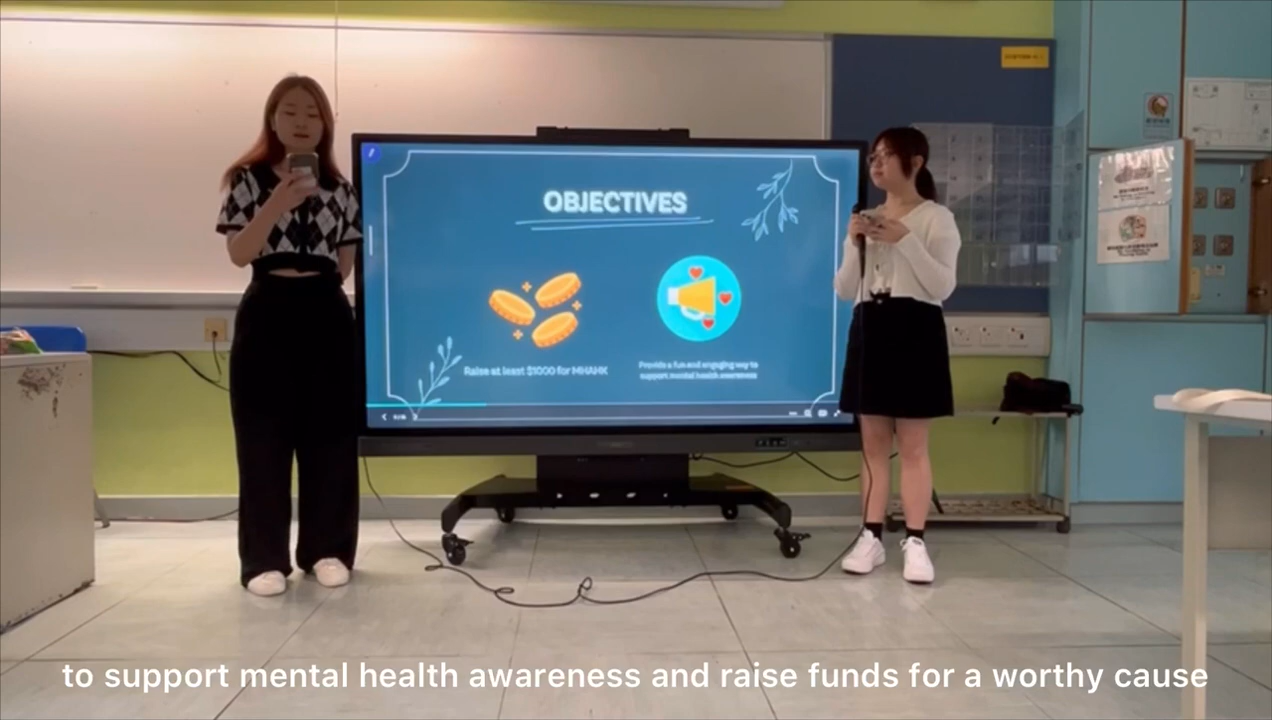 OBJECTIVES
Raise at least $1000 for MHAHK
Provide a fun and engaging way to
support mental health awareness
to support mental health awareness and raise funds for a worthy cause